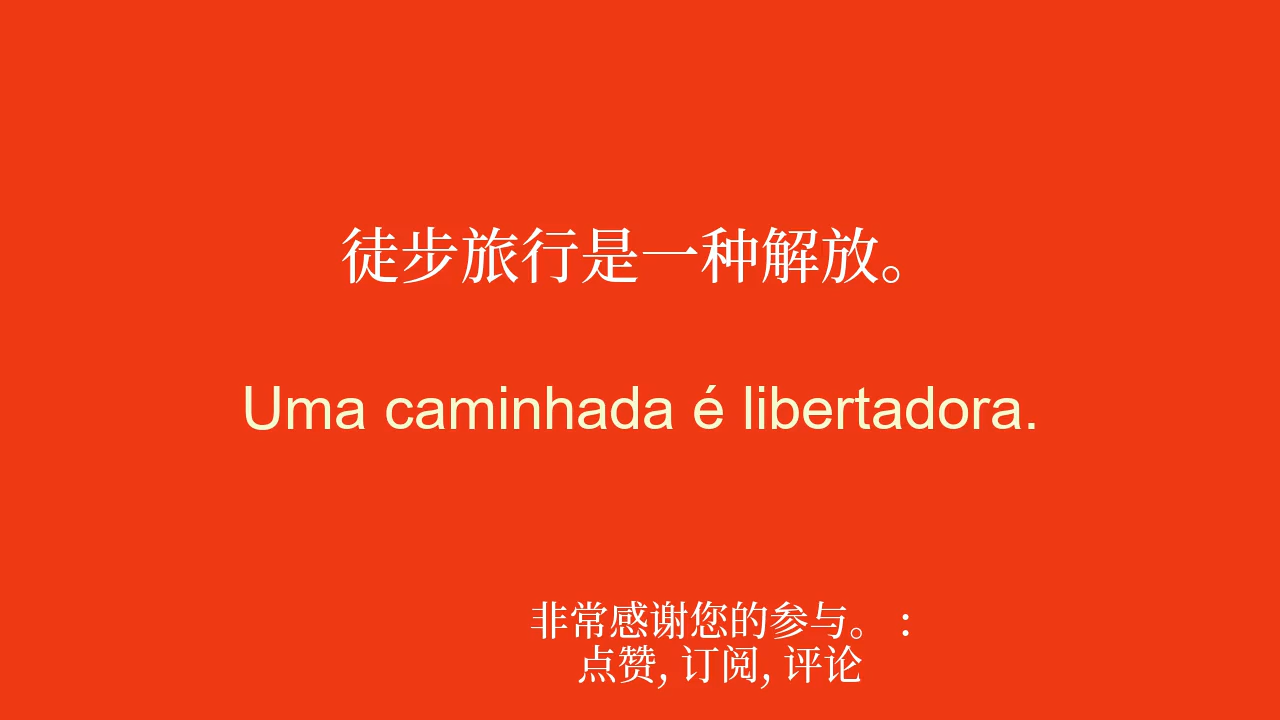 徒步旅行是一种解放。
Uma caminhada é libertadora.
非常感谢您的参与。 :
点赞, 订阅, 评论